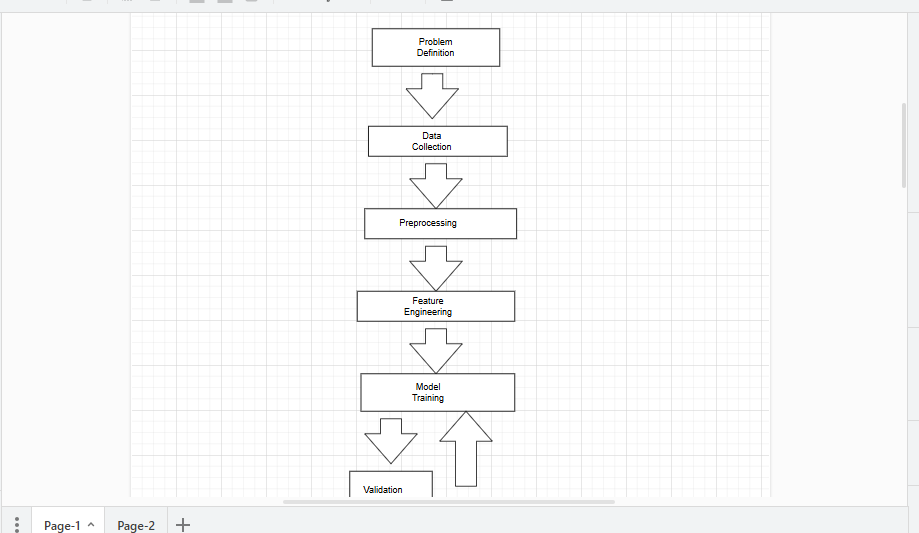 Problem
Definition
Data
Collection
Preprocessing
Feature
Engineering
Model
Training
Validation
Page-1
Page-2